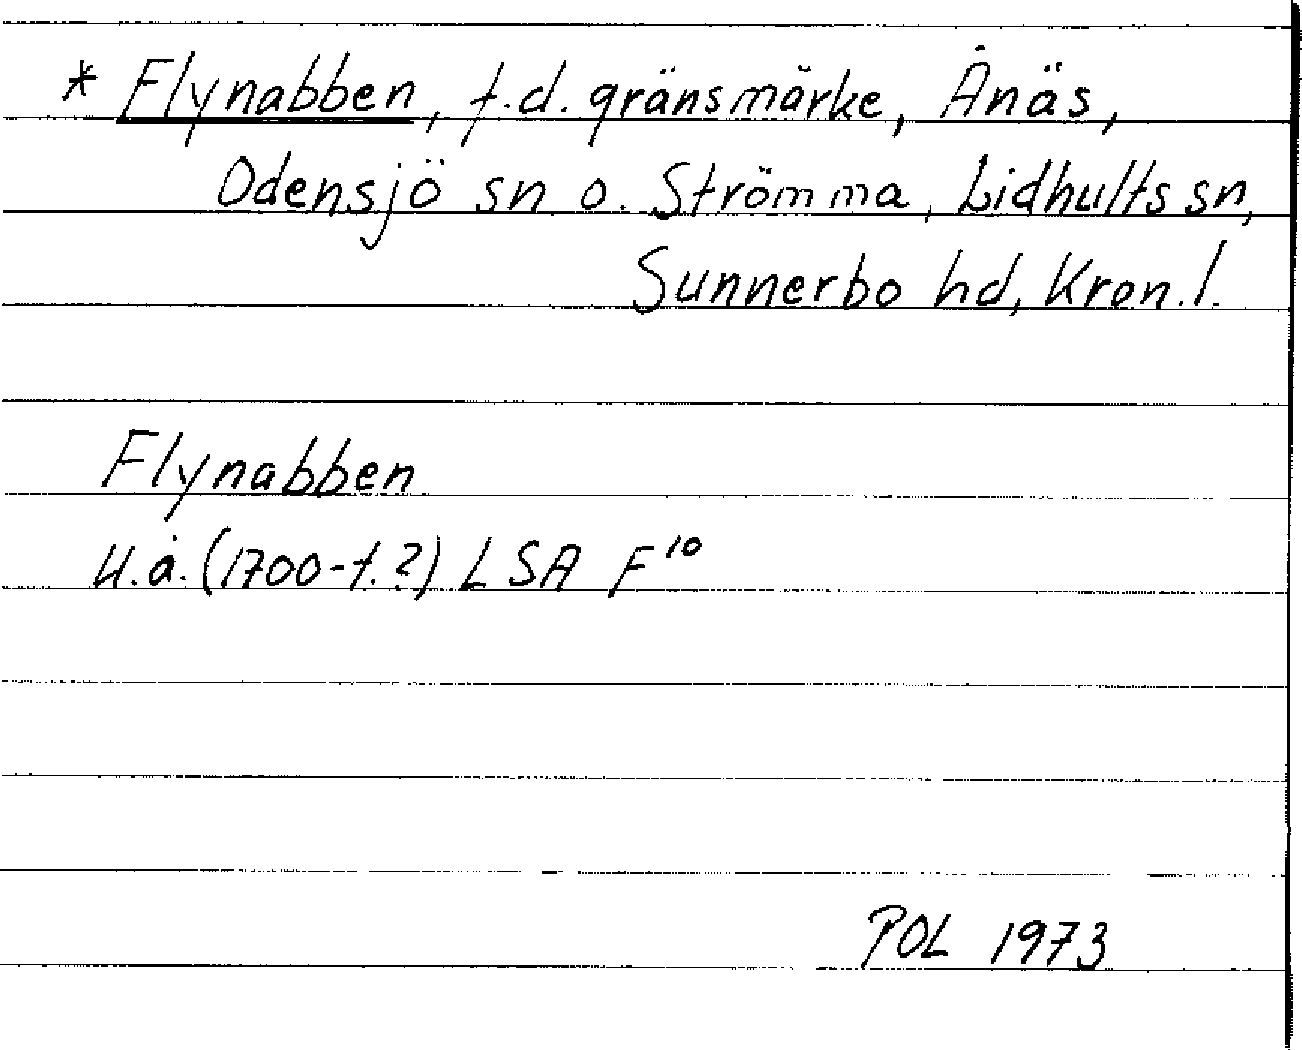 * Flynabben, f.d. gränsmärke, Ånäs,
Odensjö sn o. Strömma, Lidhults sn,
Sunnerbo hd, Kron. l.
Flynabben
U.å. (1700-t.?) LSA F¹⁰
POL 1973